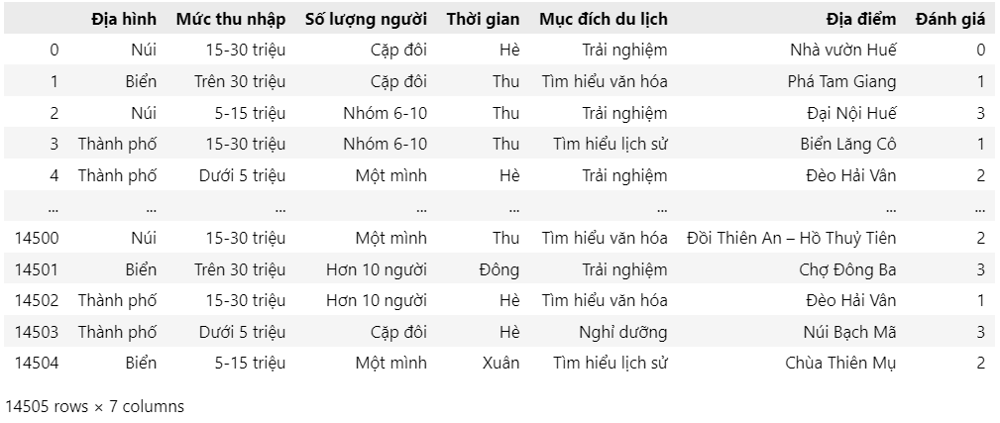 Địa hình Mức thu nhập Số lượng người Thời gian Mục đích du lịch Địa điểm Đánh giá
0 Núi 15-30 triệu Cặp đôi Hè Trải nghiệm Nhà vườn Huế 0
1 Biển Trên 30 triệu Cặp đôi Thu Tìm hiểu văn hóa Phá Tam Giang 1
2 Núi 5-15 triệu Nhóm 6-10 Thu Trải nghiệm Đại Nội Huế 3
3 Thành phố 15-30 triệu Nhóm 6-10 Thu Tìm hiểu lịch sử Biển Lăng Cô 1
4 Thành phố Dưới 5 triệu Một mình Hè Trải nghiệm Đèo Hải Vân 2
... ... ... ... ... ... ... ...
14500 Núi 15-30 triệu Một mình Thu Tìm hiểu văn hóa Đồi Thiên An – Hồ Thuỷ Tiên 2
14501 Biển Trên 30 triệu Hơn 10 người Đông Trải nghiệm Chợ Đông Ba 3
14502 Thành phố 15-30 triệu Hơn 10 người Hè Tìm hiểu văn hóa Đèo Hải Vân 1
14503 Thành phố Dưới 5 triệu Cặp đôi Hè Nghỉ dưỡng Núi Bạch Mã 3
14504 Biển 5-15 triệu Một mình Xuân Tìm hiểu lịch sử Chùa Thiên Mụ 2
14505 rows × 7 columns